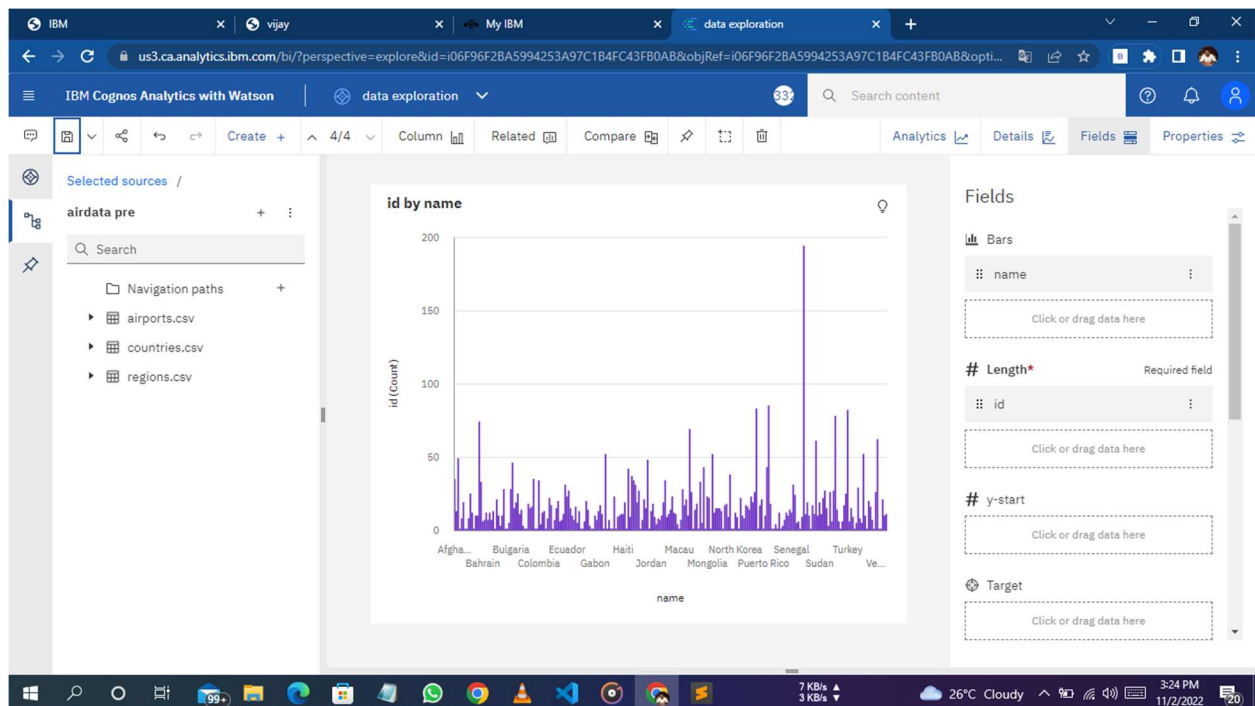 IBM
vijay
My IBM
data exploration
us3.ca.analytics.ibm.com/bi/?perspective=explore&id=i06F96F2BA5994253A97C1B4FC43FB0AB&objRef=i06F96F2BA5994253A97C1B4FC43FB0AB&opti...
IBM Cognos Analytics with Watson
data exploration
332
Search content
Create +
4/4
Column
Related
Compare
Analytics
Details
Fields
Properties
Selected sources /
airdata pre
Search
Navigation paths
airports.csv
countries.csv
regions.csv
id by name
200
150
100
50
0
id (Count)
Afgha... Bulgaria Ecuador Haiti Macau North Korea Senegal Turkey
Bahrain Colombia Gabon Jordan Mongolia Puerto Rico Sudan Ve...
name
Fields
Bars
name
Click or drag data here
# Length* Required field
id
Click or drag data here
# y-start
Click or drag data here
Target
Click or drag data here
99+
7 KB/s
3 KB/s
26°C Cloudy
3:24 PM
11/2/2022
20